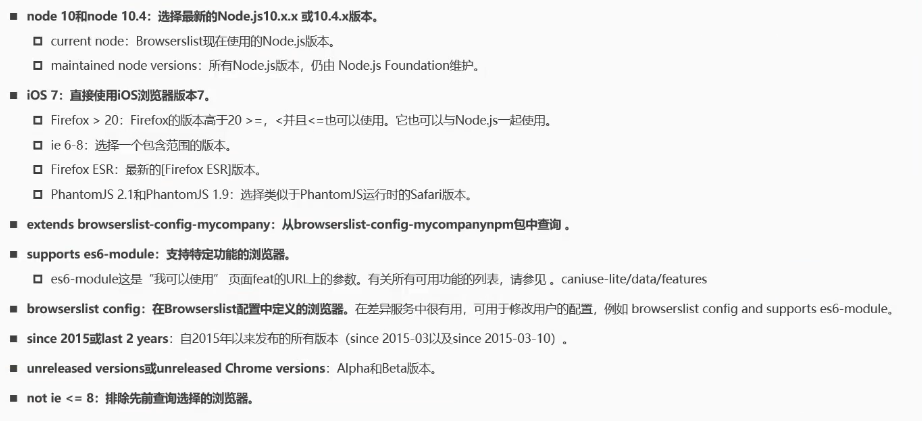 node 10和node 10.4：选择最新的Node.js10.x.x 或10.4.x版本。
current node：Browserslist现在使用的Node.js版本。
maintained node versions：所有Node.js版本，仍由 Node.js Foundation维护。
iOS 7：直接使用iOS浏览器版本7。
Firefox > 20：Firefox的版本高于20 >=，<并且<=也可以使用。它也可以与Node.js一起使用。
ie 6-8：选择一个包含范围的版本。
Firefox ESR：最新的[Firefox ESR]版本。
PhantomJS 2.1和PhantomJS 1.9：选择类似于PhantomJS运行时的Safari版本。
extends browserslist-config-mycompany：从browserslist-config-mycompanynpm包中查询 。
supports es6-module：支持特定功能的浏览器。
es6-module这是“我可以使用” 页面feat的URL上的参数。有关所有可用功能的列表，请参见 。caniuse-lite/data/features
browserslist config：在Browserslist配置中定义的浏览器。在差异服务中很有用，可用于修改用户的配置，例如 browserslist config and supports es6-module。
since 2015或last 2 years：自2015年以来发布的所有版本（since 2015-03以及since 2015-03-10）。
unreleased versions或unreleased Chrome versions：Alpha和Beta版本。
not ie <= 8：排除先前查询选择的浏览器。